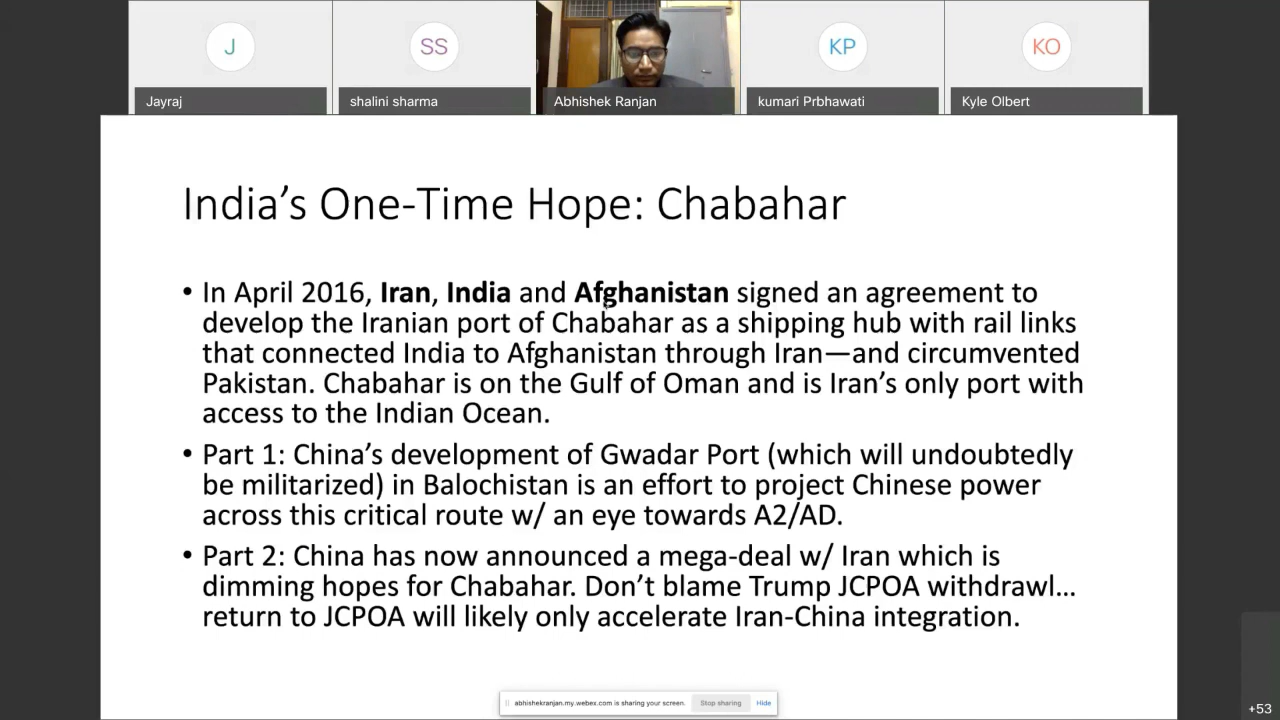 J
SS
KP
KO
Jayraj
shalini sharma
Abhishek Ranjan
kumari Prbhawati
Kyle Olbert
India’s One-Time Hope: Chabahar
• In April 2016, Iran, India and Afghanistan signed an agreement to
develop the Iranian port of Chabahar as a shipping hub with rail links
that connected India to Afghanistan through Iran—and circumvented
Pakistan. Chabahar is on the Gulf of Oman and is Iran’s only port with
access to the Indian Ocean.
• Part 1: China’s development of Gwadar Port (which will undoubtedly
be militarized) in Balochistan is an effort to project Chinese power
across this critical route w/ an eye towards A2/AD.
• Part 2: China has now announced a mega-deal w/ Iran which is
dimming hopes for Chabahar. Don’t blame Trump JCPOA withdrawl…
return to JCPOA will likely only accelerate Iran-China integration.
abhishekranjan.my.webex.com is sharing your screen. Stop sharing Hide
+53